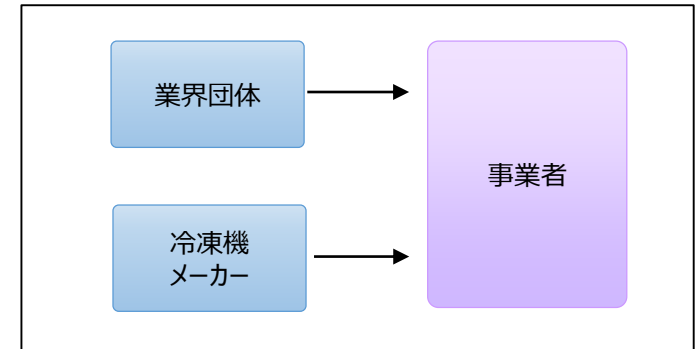 業界団体
事業者
冷凍機
メーカー